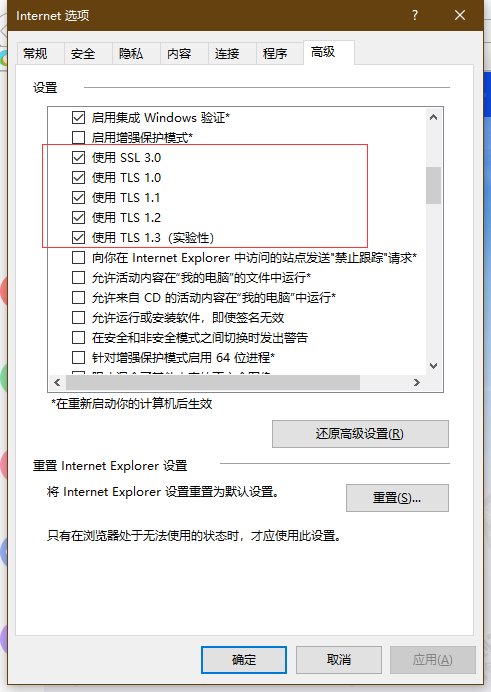 Internet 选项
常规 安全 隐私 内容 连接 程序 高级
设置
启用集成 Windows 验证*
启用增强保护模式*
使用 SSL 3.0
使用 TLS 1.0
使用 TLS 1.1
使用 TLS 1.2
使用 TLS 1.3（实验性）
向你在 Internet Explorer 中访问的站点发送"禁止跟踪"请求*
允许活动内容在“我的电脑”的文件中运行*
允许来自 CD 的活动内容在“我的电脑”中运行*
允许运行或安装软件，即使签名无效
在安全和非安全模式之间切换时发出警告
针对增强保护模式启用 64 位进程*
*在重新启动你的计算机后生效
还原高级设置(R)
重置 Internet Explorer 设置
将 Internet Explorer 设置重置为默认设置。
重置(S)...
只有在浏览器处于无法使用的状态时，才应使用此设置。
确定 取消 应用(A)